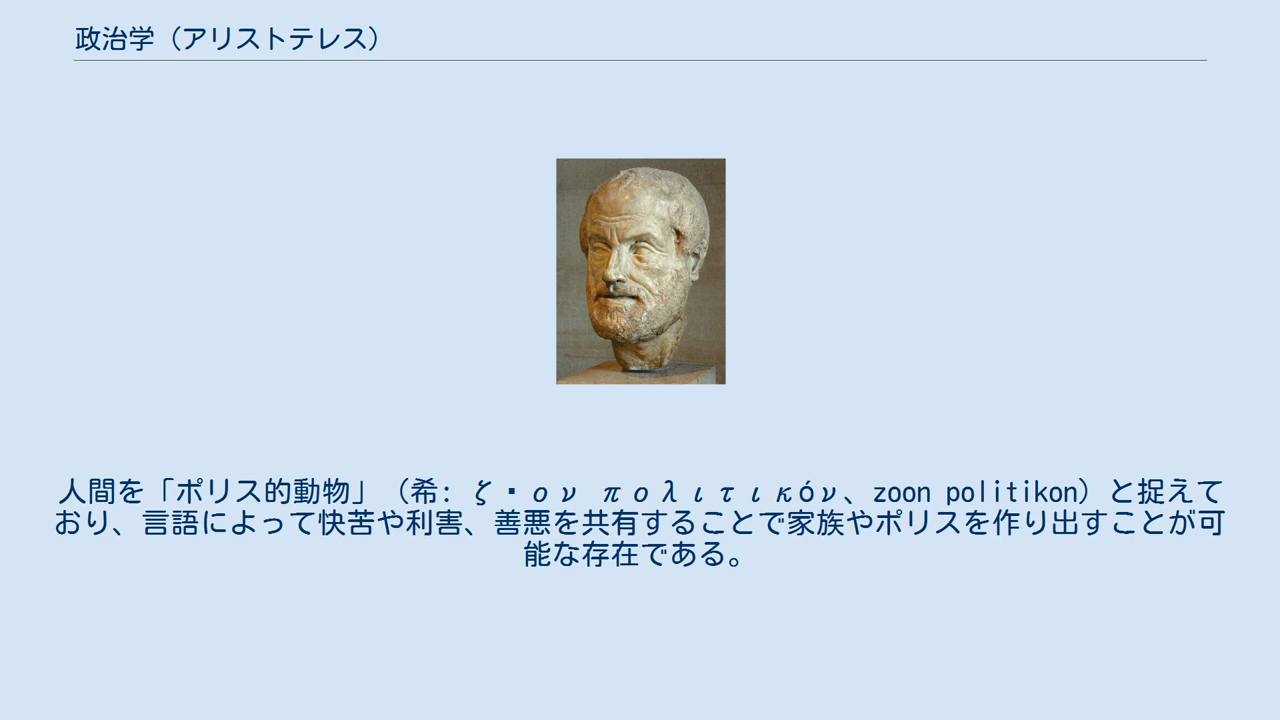 政治学（アリストテレス）
人間を「ポリス的動物」（希: ζ・ον πολιτικόν、zoon politikon）と捉えて
おり、言語によって快苦や利害、善悪を共有することで家族やポリスを作り出すことが可
能な存在である。